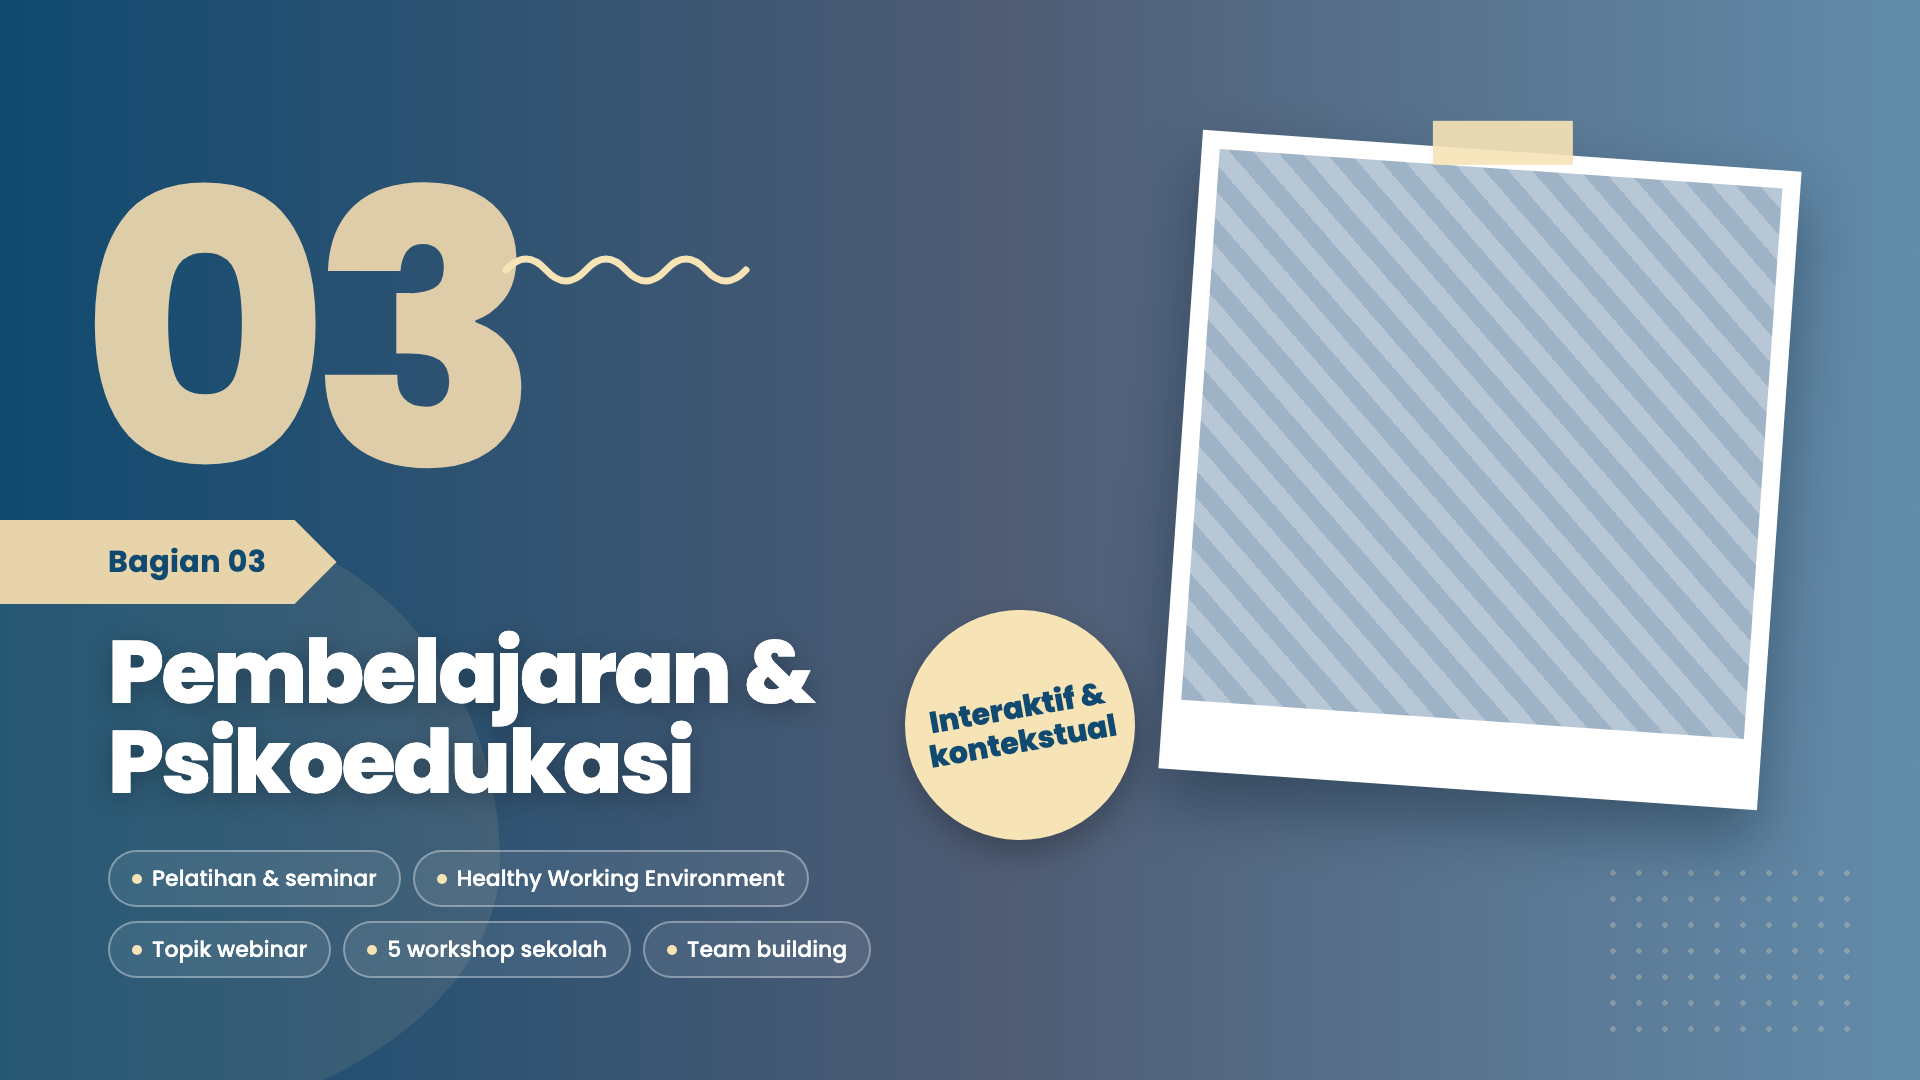 03
Bagian 03
Pembelajaran &
Psikoedukasi
Interaktif &
kontekstual
Pelatihan & seminar
Healthy Working Environment
Topik webinar
5 workshop sekolah
Team building